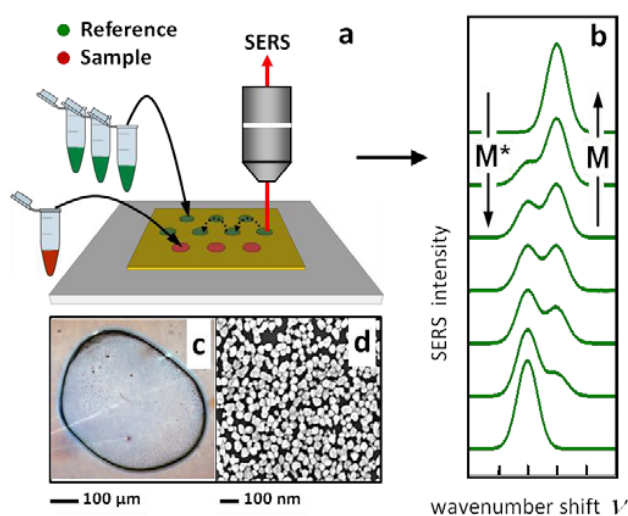 Reference
Sample
SERS
a
b
M*
M
SERS intensity
c
d
100 µm
100 nm
wavenumber shift ν